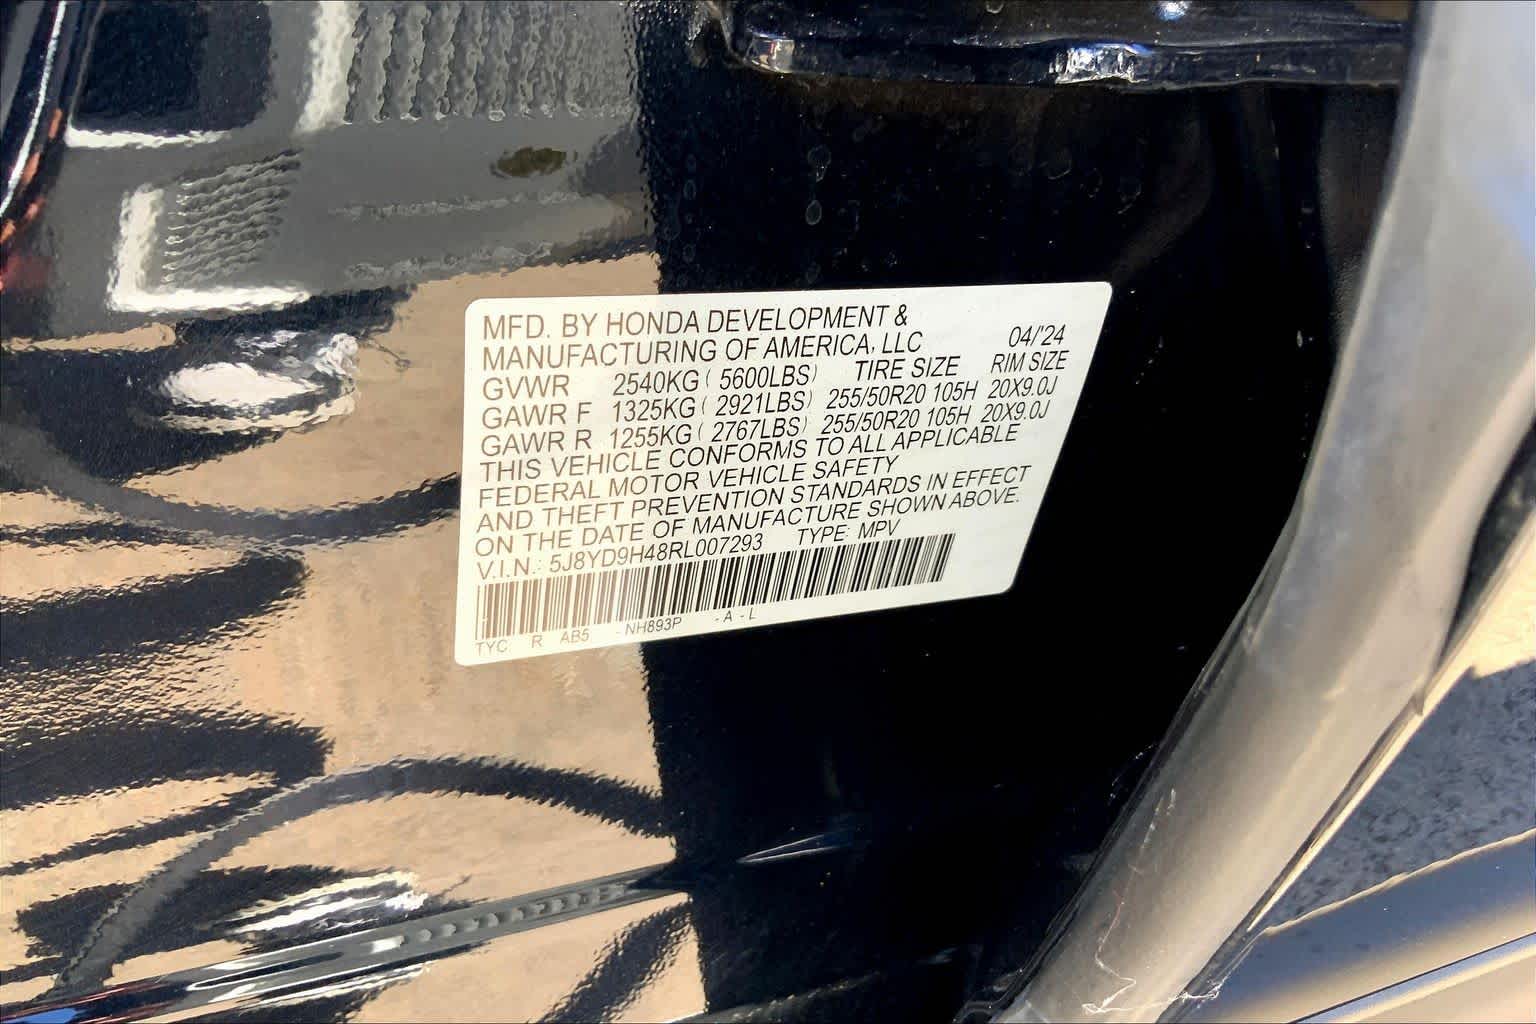 MFD. BY HONDA DEVELOPMENT &
MANUFACTURING OF AMERICA, LLC 04/'24
GVWR 2540KG ( 5600LBS) TIRE SIZE RIM SIZE
GAWR F 1325KG ( 2921LBS) 255/50R20 105H 20X9.0J
GAWR R 1255KG ( 2767LBS) 255/50R20 105H 20X9.0J
THIS VEHICLE CONFORMS TO ALL APPLICABLE
FEDERAL MOTOR VEHICLE SAFETY
AND THEFT PREVENTION STANDARDS IN EFFECT
ON THE DATE OF MANUFACTURE SHOWN ABOVE.
V.I.N.: 5J8YD9H48RL007293 TYPE: MPV
TYC R AB5 - NH893P - A - L